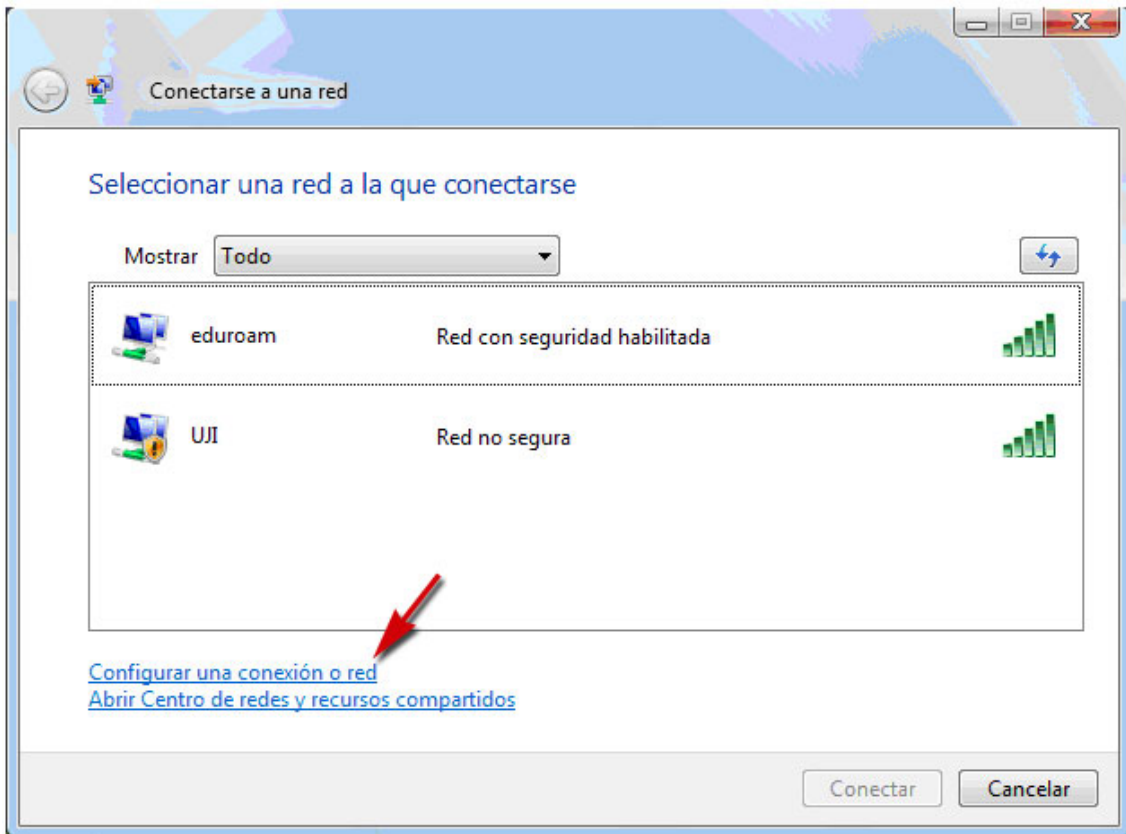 Conectarse a una red
Seleccionar una red a la que conectarse
Mostrar Todo
eduroam Red con seguridad habilitada
UJI Red no segura
Configurar una conexión o red
Abrir Centro de redes y recursos compartidos
Conectar Cancelar